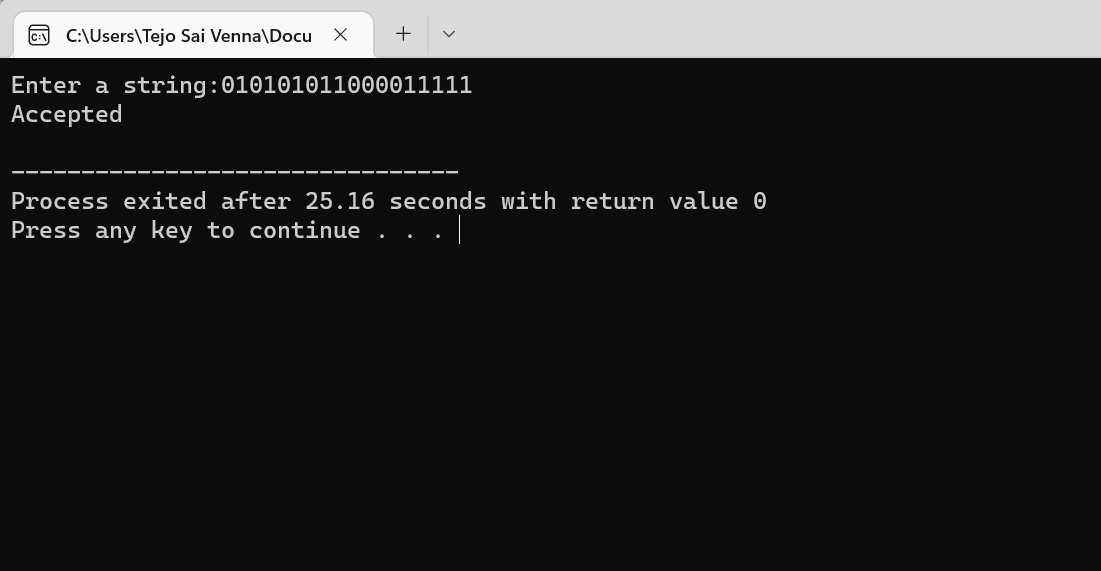 C:\Users\Tejo Sai Venna\Docu
Enter a string:010101011000011111
Accepted
--------------------------------
Process exited after 25.16 seconds with return value 0
Press any key to continue . . .